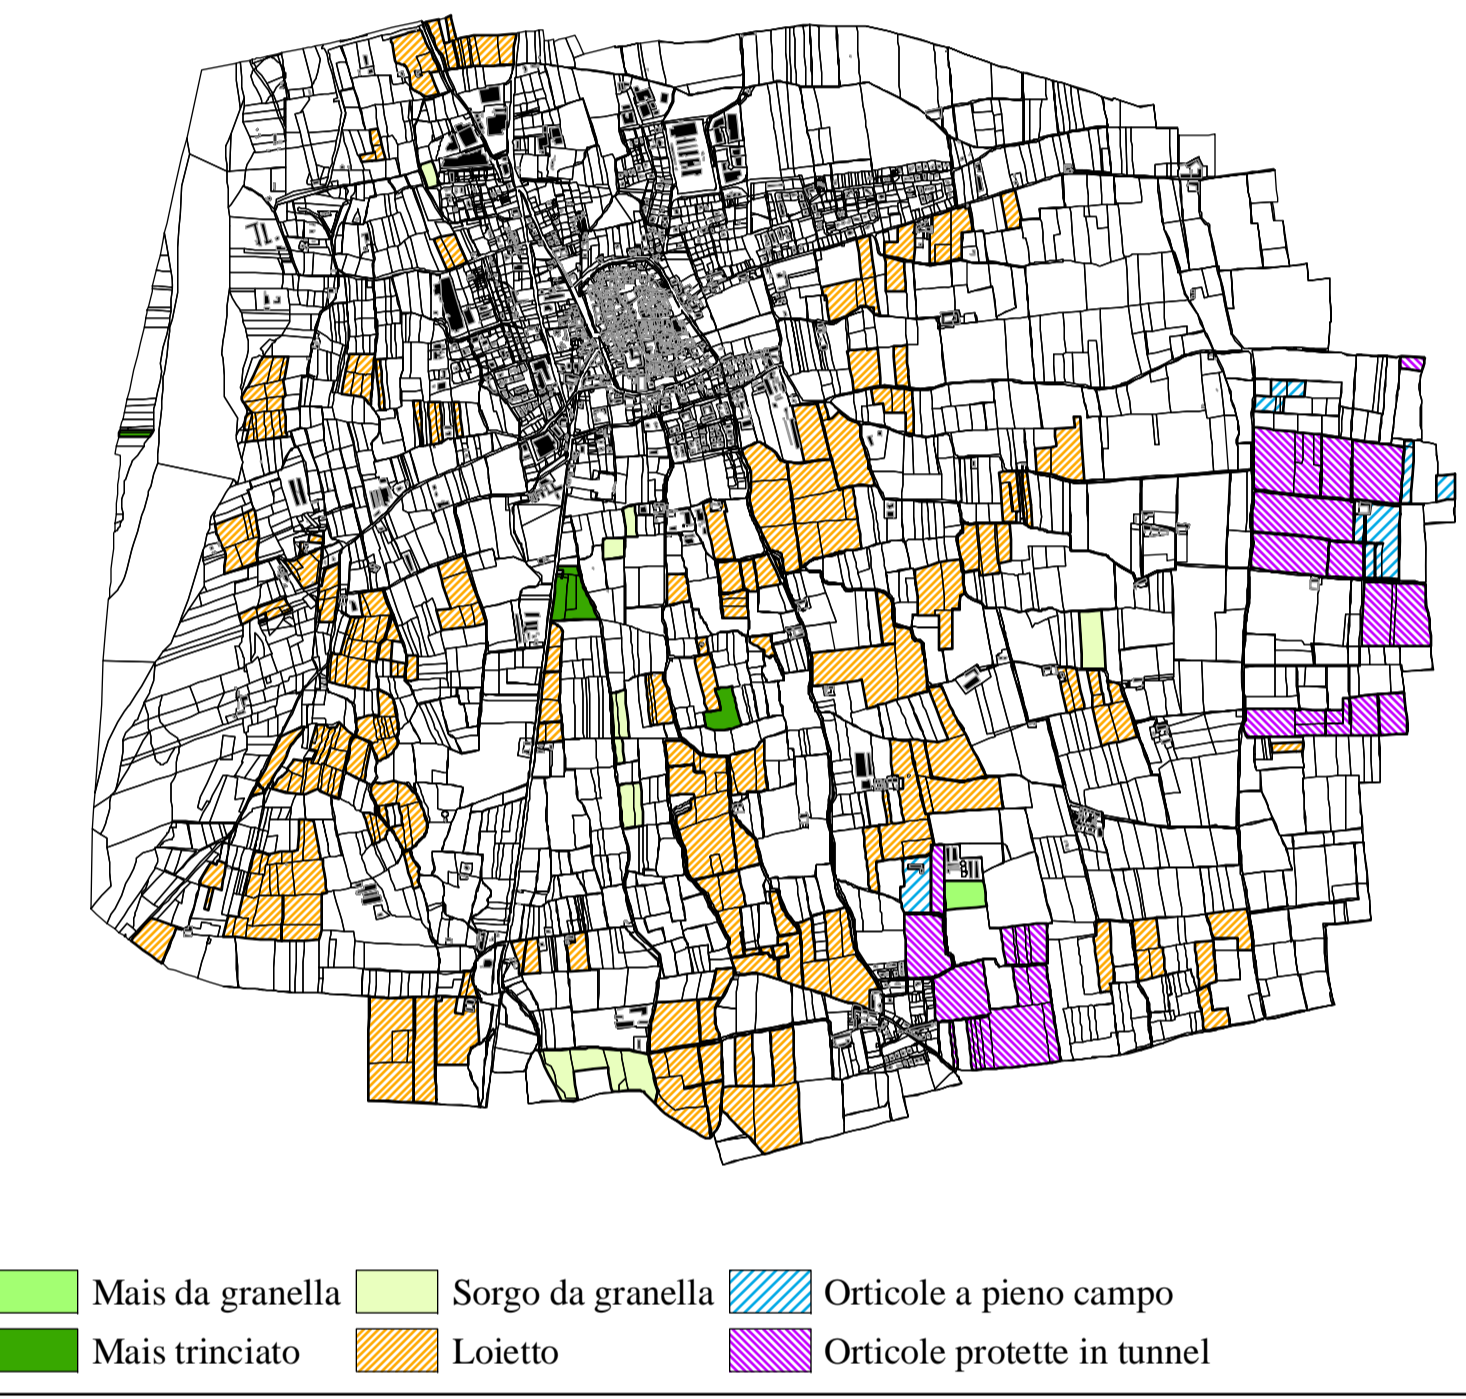 Mais da granella Sorgo da granella Orticole a pieno campo
Mais trinciato Loietto Orticole protette in tunnel